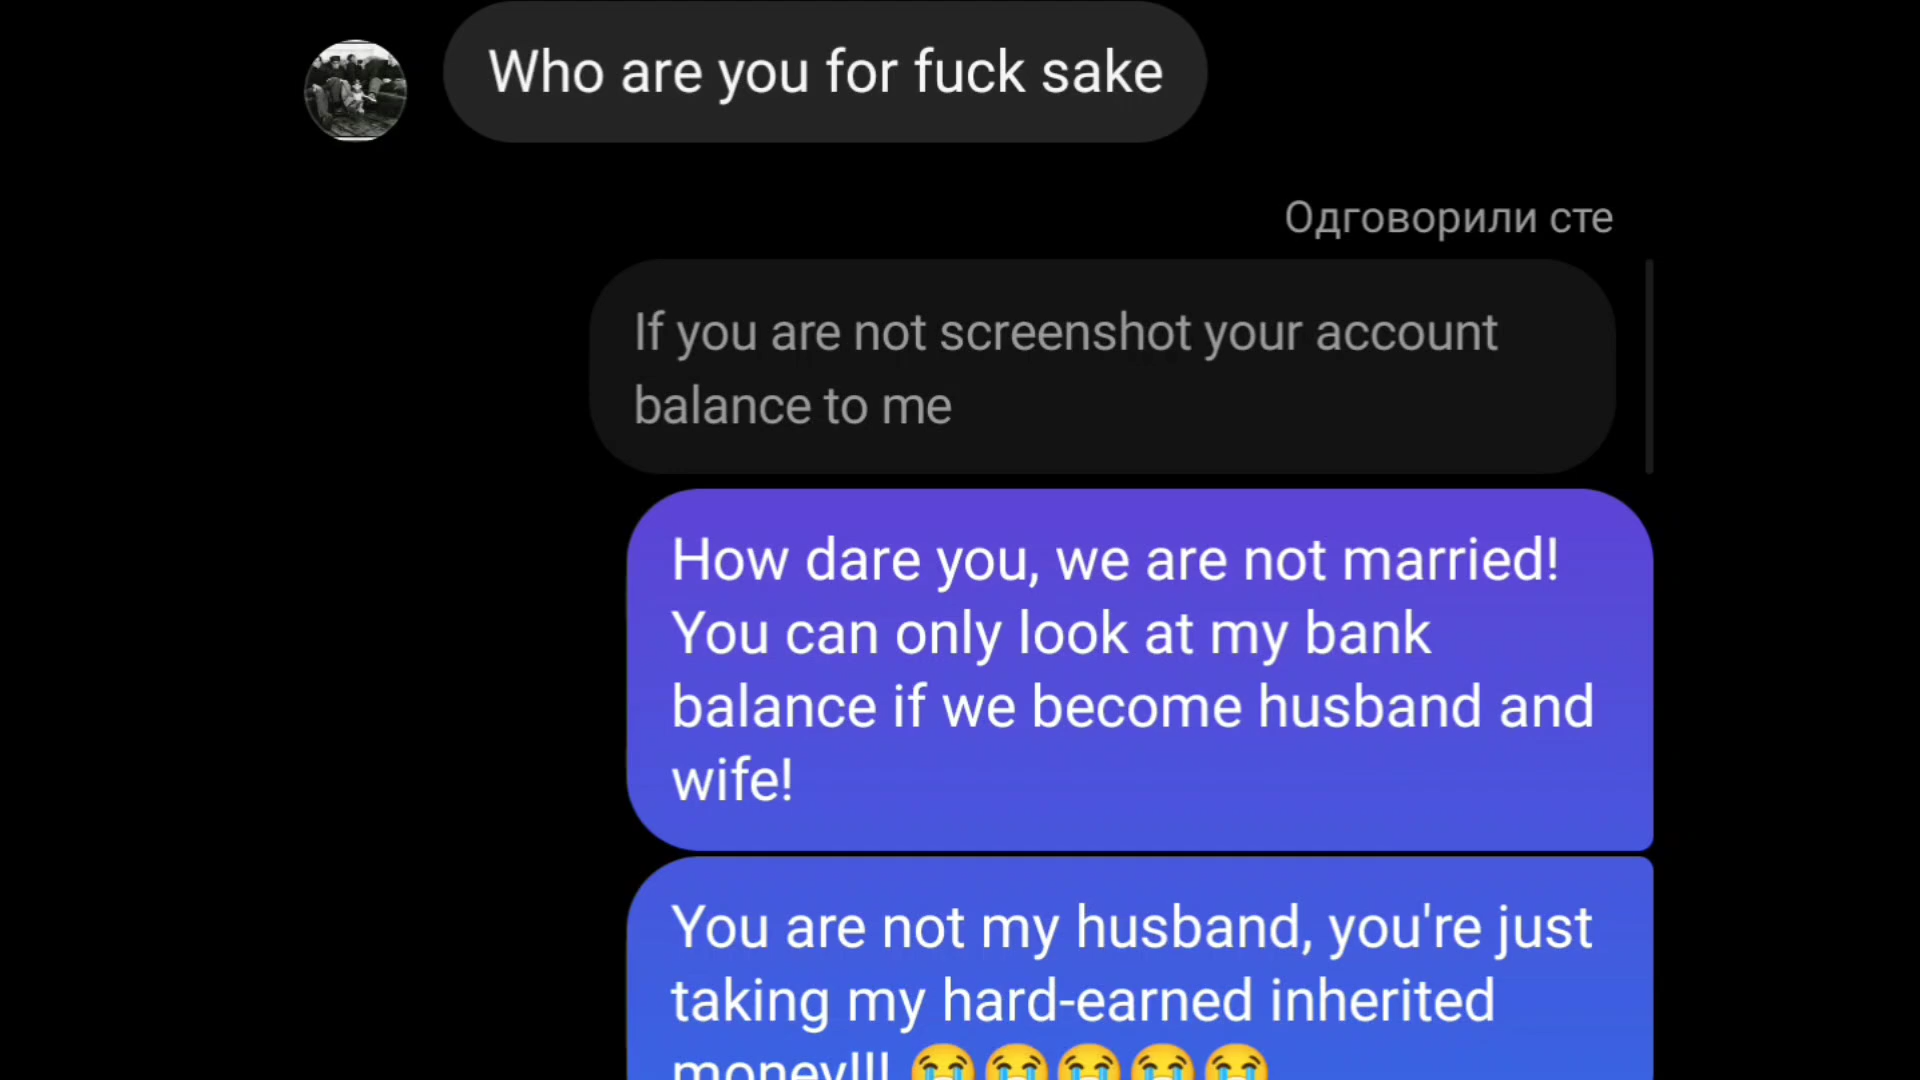 Who are you for fuck sake
Одговорили сте
If you are not screenshot your account
balance to me
How dare you, we are not married!
You can only look at my bank
balance if we become husband and
wife!
You are not my husband, you're just
taking my hard-earned inherited
money!!! 😭😭😭😭😭